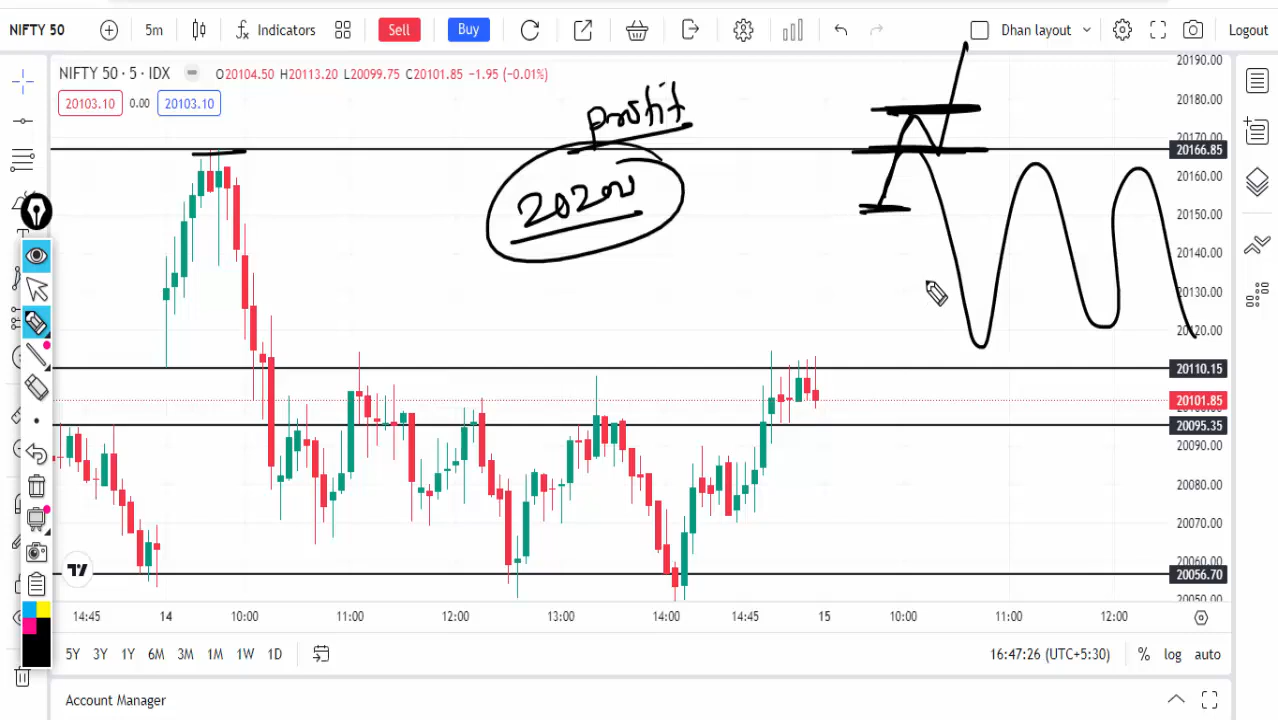 NIFTY 50 5m Indicators Sell Buy Dhan layout Logout
NIFTY 50 · 5 · IDX O20104.50 H20113.20 L20099.75 C20101.85 −1.95 (−0.01%)
20103.10 0.00 20103.10
profit
20190.00
20180.00
20170.00
20166.85
20160.00
20150.00
20140.00
20130.00
20120.00
20110.15
20101.85
20095.35
20090.00
20080.00
20070.00
20060.00
20056.70
20050.00
14:45 14 10:00 11:00 12:00 13:00 14:00 14:45 15 10:00 11:00 12:00
5Y 3Y 1Y 6M 3M 1M 1W 1D 16:47:26 (UTC+5:30) % log auto
Account Manager